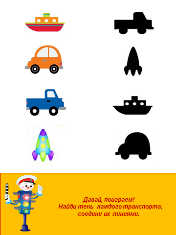 Давай, поиграем!
Найди тень каждого транспорта,
соедини их линиями.